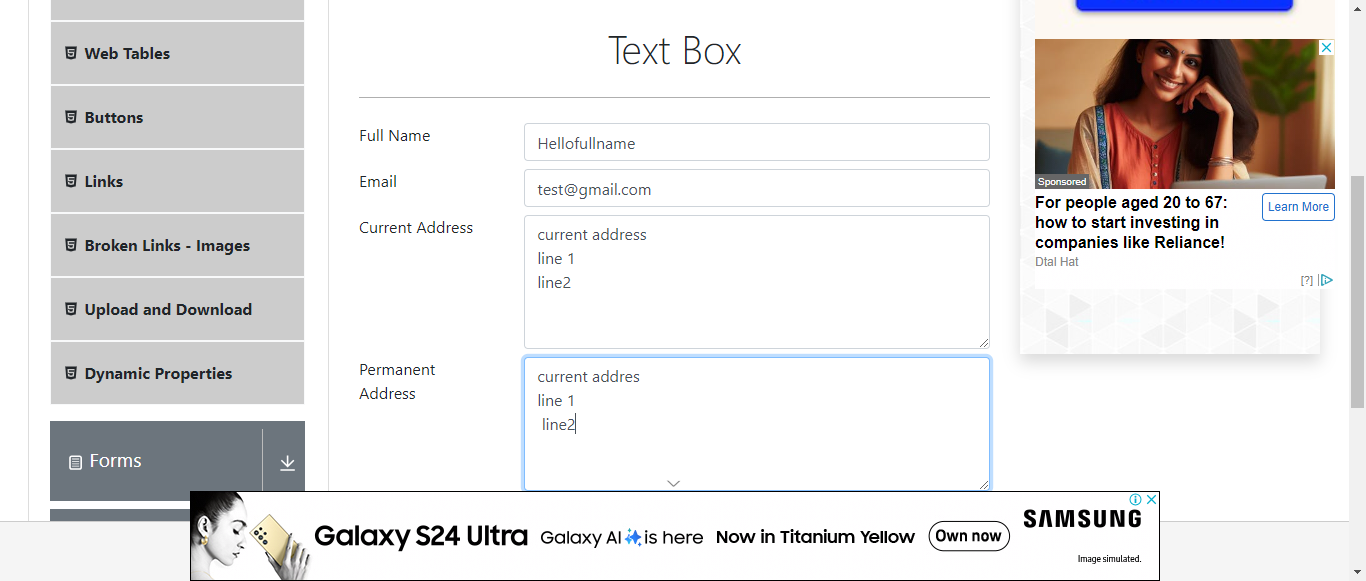 Web Tables
Buttons
Links
Broken Links - Images
Upload and Download
Dynamic Properties
Forms
Text Box
Full Name
Hellofullname
Email
test@gmail.com
Current Address
current address
line 1
line2
Permanent
Address
current addres
line 1
line2
Sponsored
For people aged 20 to 67:
how to start investing in
companies like Reliance!
Learn More
Dtal Hat
[?]
Galaxy S24 Ultra
Galaxy AI is here
Now in Titanium Yellow
Own now
SAMSUNG
Image simulated.